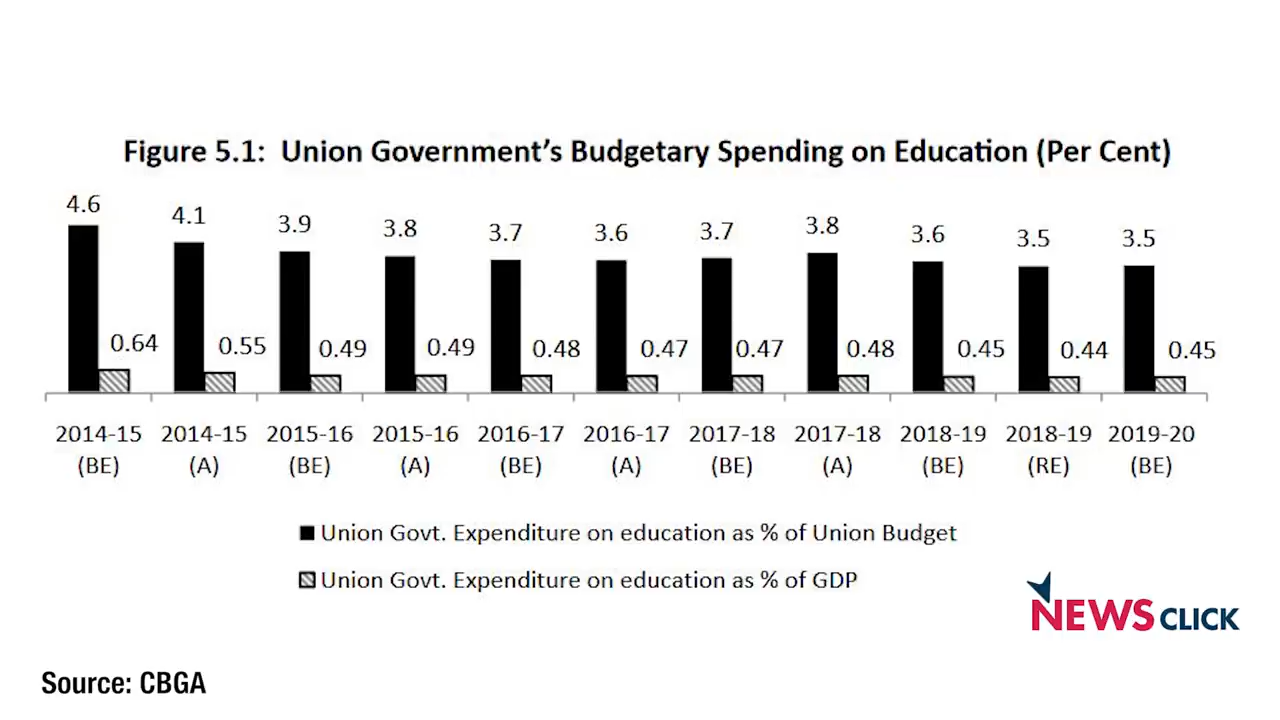 Figure 5.1: Union Government's Budgetary Spending on Education (Per Cent)
4.6 4.1 3.9 3.8 3.7 3.6 3.7 3.8 3.6 3.5 3.5
0.64 0.55 0.49 0.49 0.48 0.47 0.47 0.48 0.45 0.44 0.45
2014-15 2014-15 2015-16 2015-16 2016-17 2016-17 2017-18 2017-18 2018-19 2018-19 2019-20
(BE) (A) (BE) (A) (BE) (A) (BE) (A) (BE) (RE) (BE)
Union Govt. Expenditure on education as % of Union Budget
Union Govt. Expenditure on education as % of GDP
NEWSCLICK
Source: CBGA